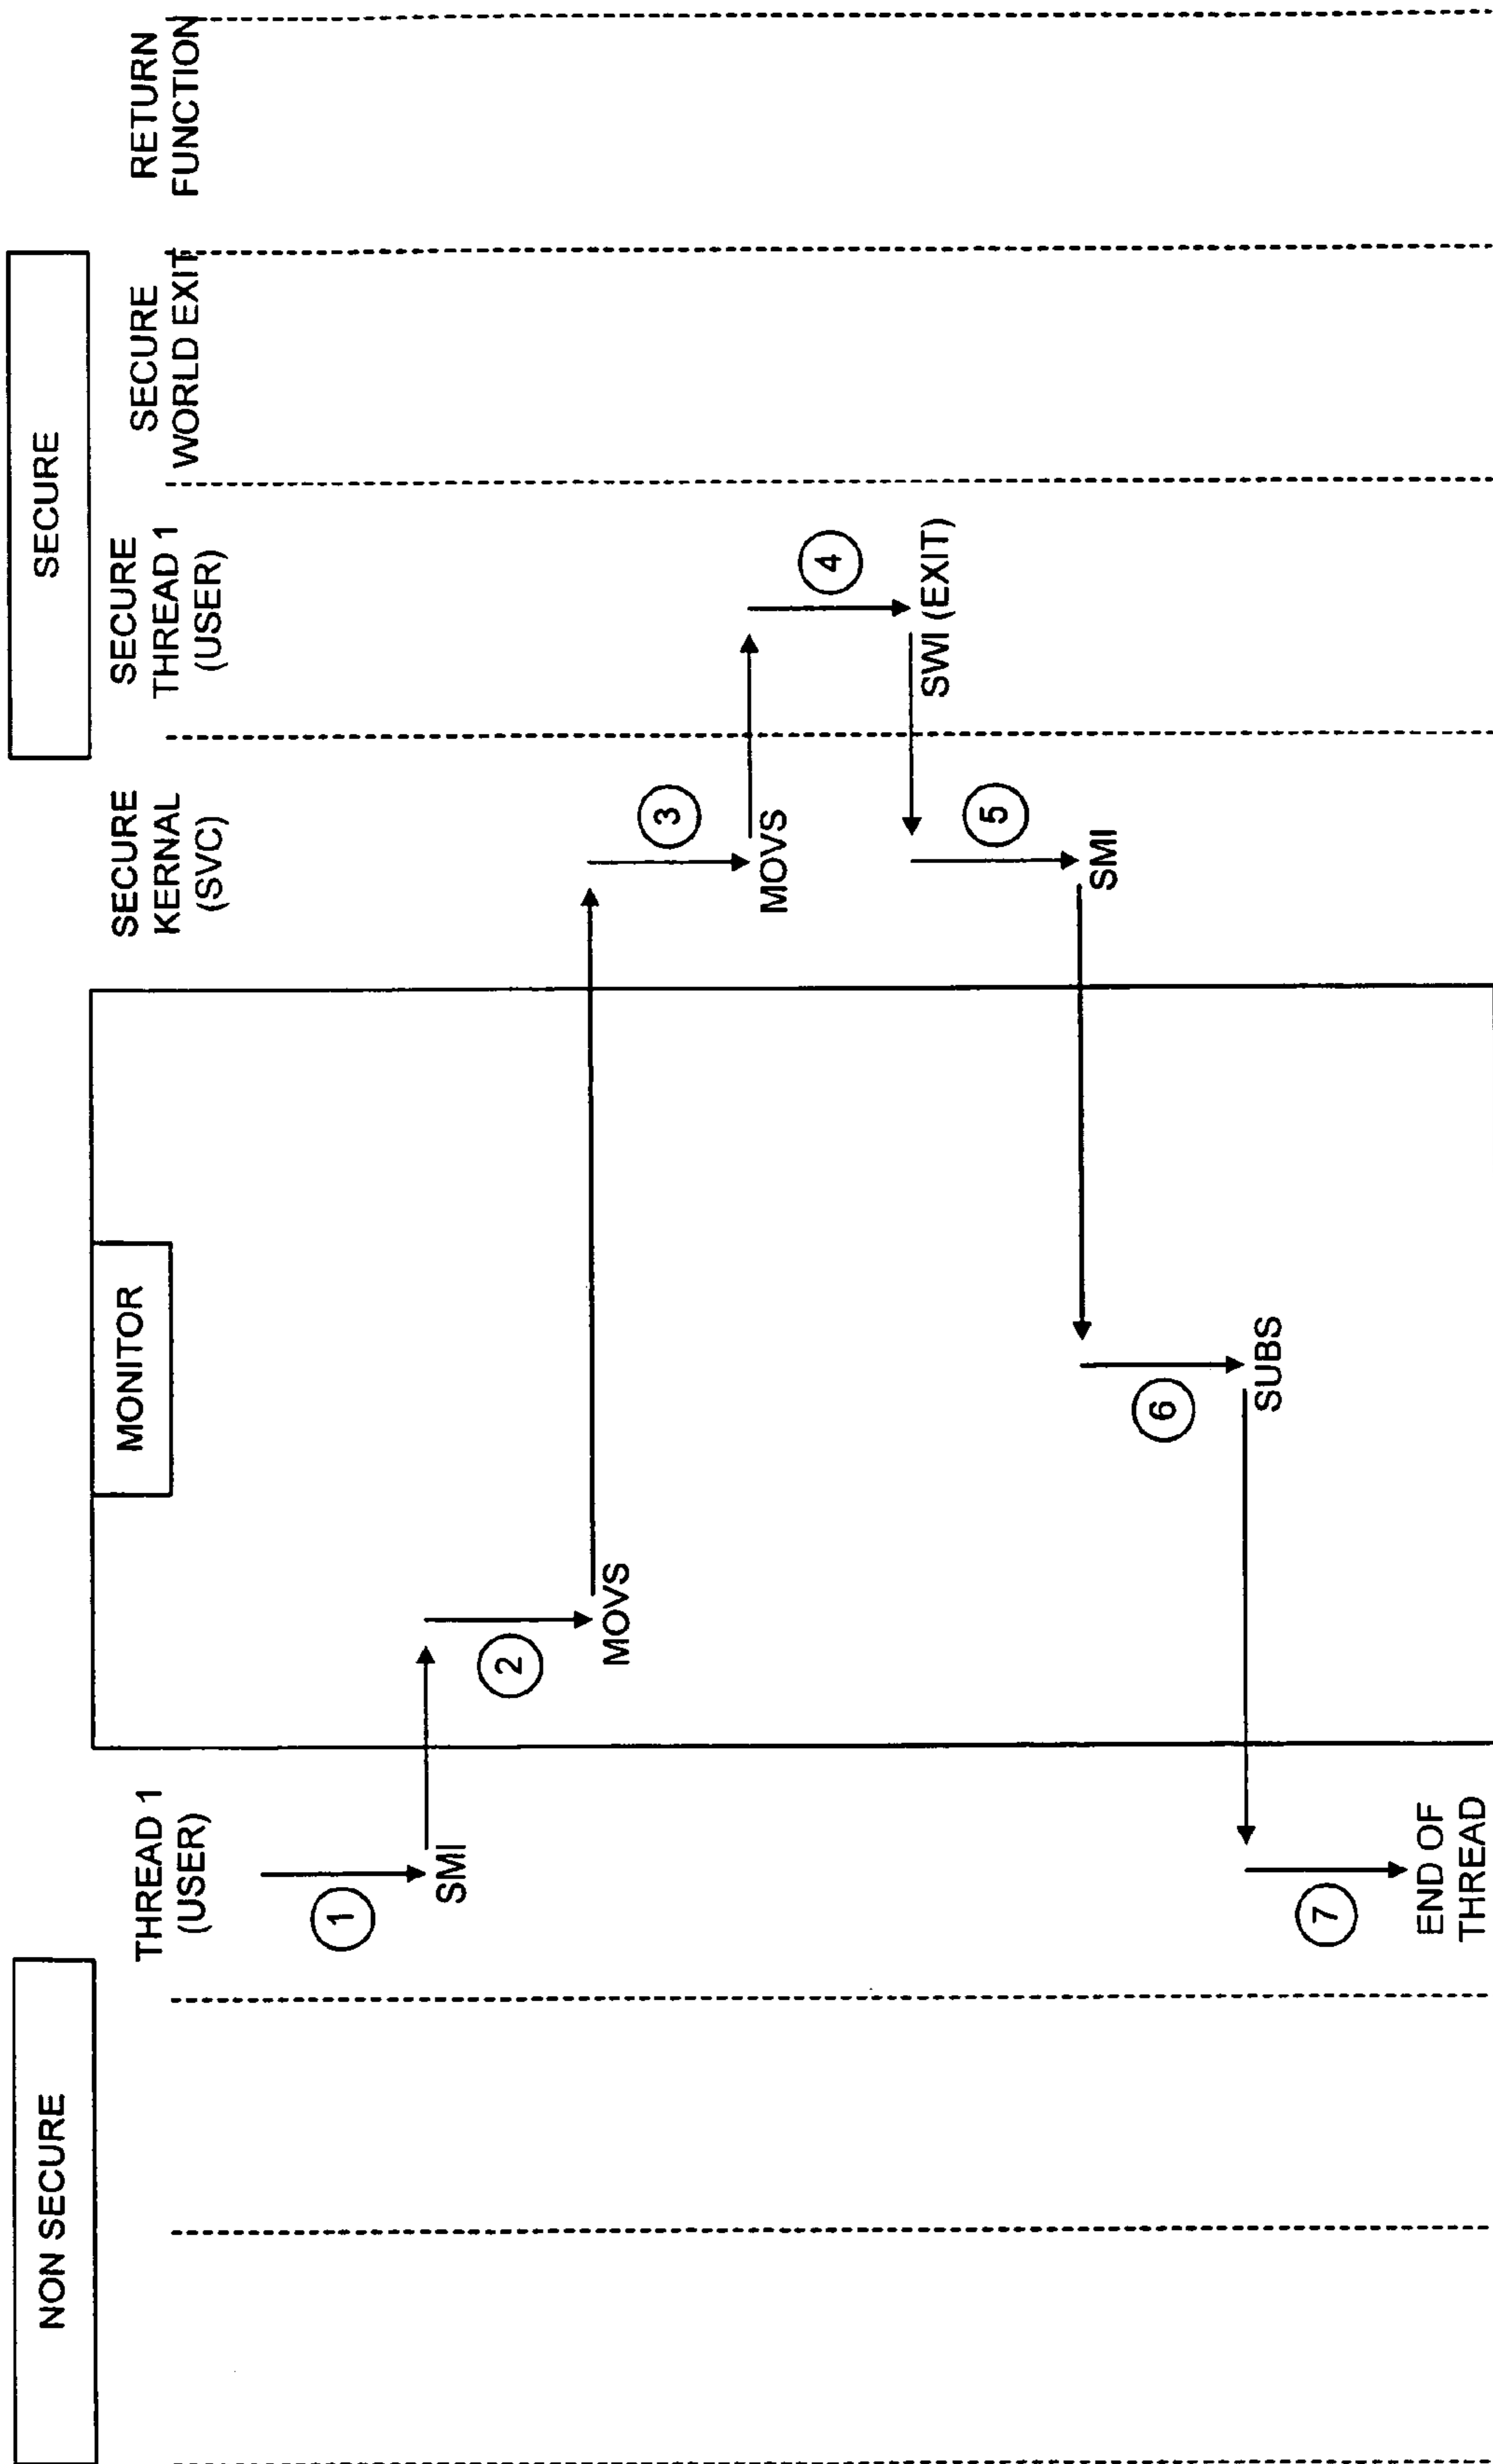 NON SECURE
MONITOR
SECURE
THREAD 1
(USER)
SECURE
KERNAL
(SVC)
SECURE
THREAD 1
(USER)
SECURE
WORLD EXIT
RETURN
FUNCTION
1
SMI
2
MOVS
3
MOVS
4
SWI (EXIT)
5
SMI
6
SUBS
7
END OF
THREAD